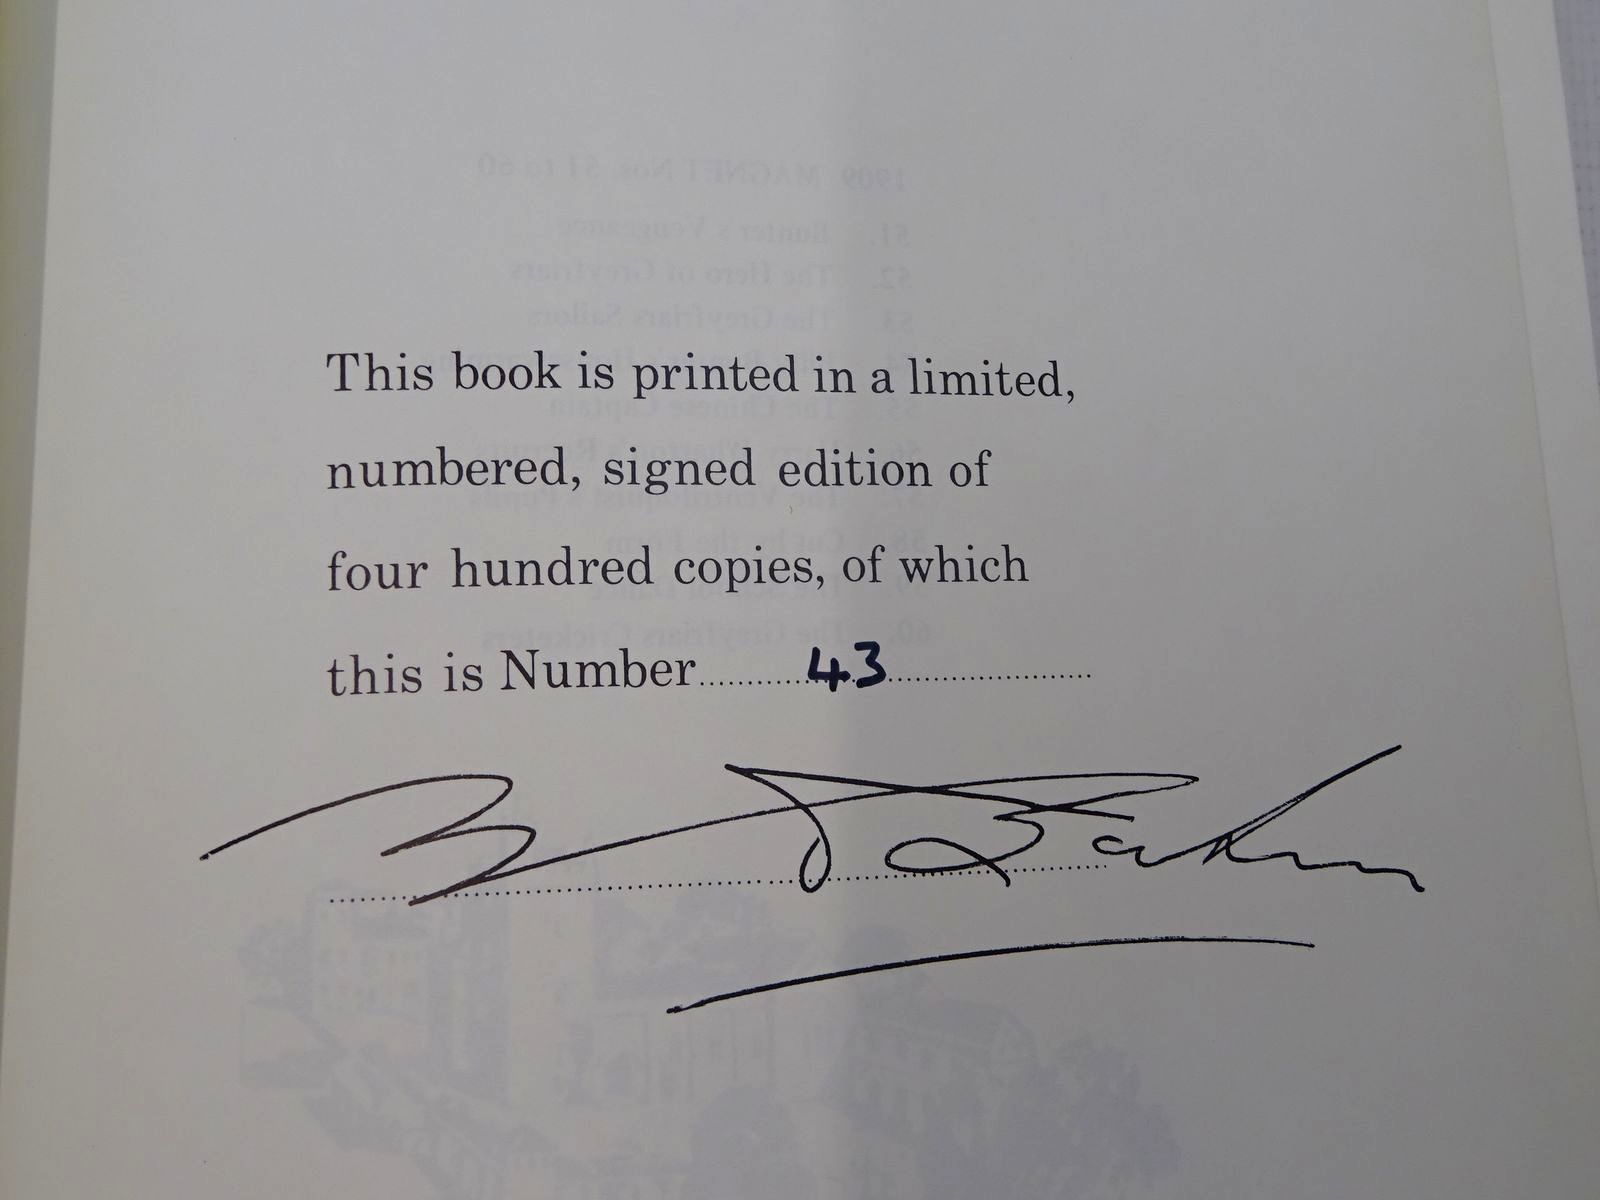 This book is printed in a limited,
numbered, signed edition of
four hundred copies, of which
this is Number.......43.......